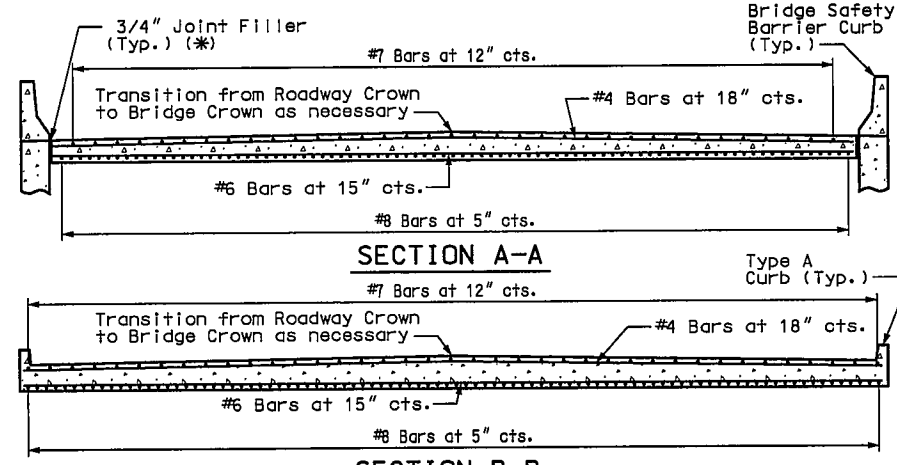 3/4" Joint Filler
(Typ.) (*)
Bridge Safety
Barrier Curb
(Typ.)
#7 Bars at 12" cts.
Transition from Roadway Crown
to Bridge Crown as necessary
#4 Bars at 18" cts.
#6 Bars at 15" cts.
#8 Bars at 5" cts.
SECTION A-A
Type A
Curb (Typ.)
#7 Bars at 12" cts.
Transition from Roadway Crown
to Bridge Crown as necessary
#4 Bars at 18" cts.
#6 Bars at 15" cts.
#8 Bars at 5" cts.
SECTION B-B